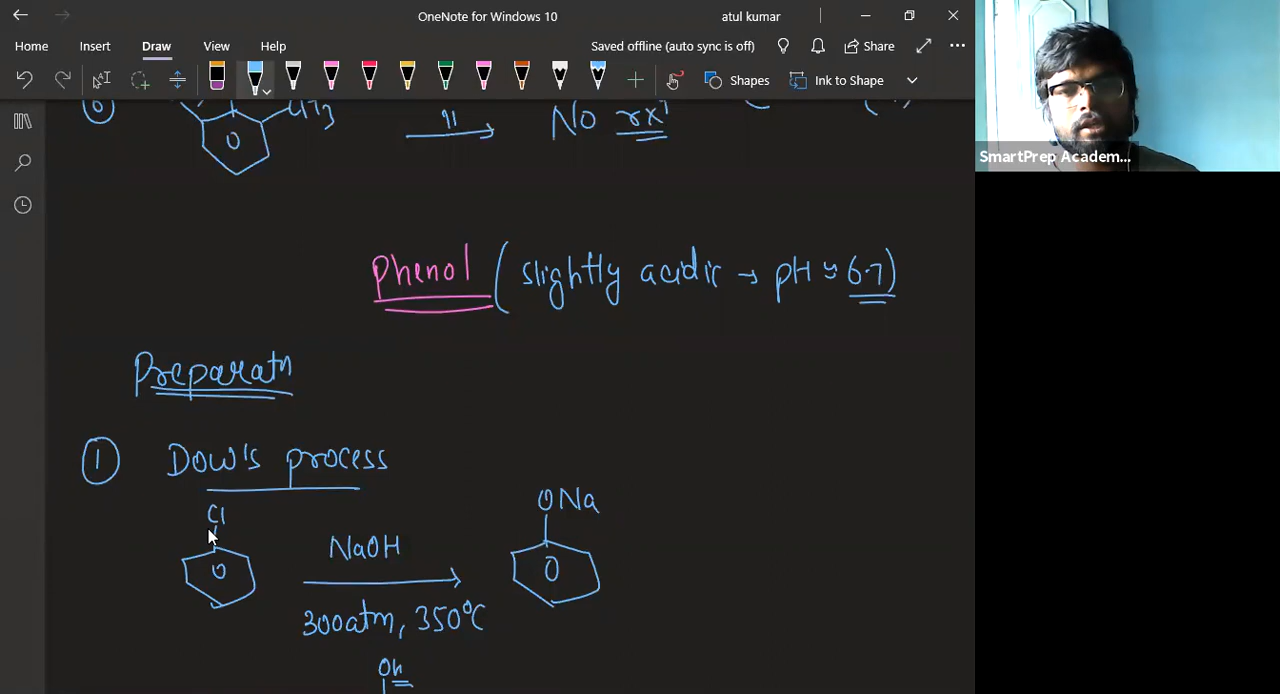 OneNote for Windows 10
atul kumar
Home Insert Draw View Help
Saved offline (auto sync is off)
Share
Shapes
Ink to Shape
CH3
No rxn
SmartPrep Academ...
Phenol (slightly acidic → pH ≈ 6.7)
Preparatn
1 Dow's process
Cl
NaOH
300atm, 350°C
ONa
OH